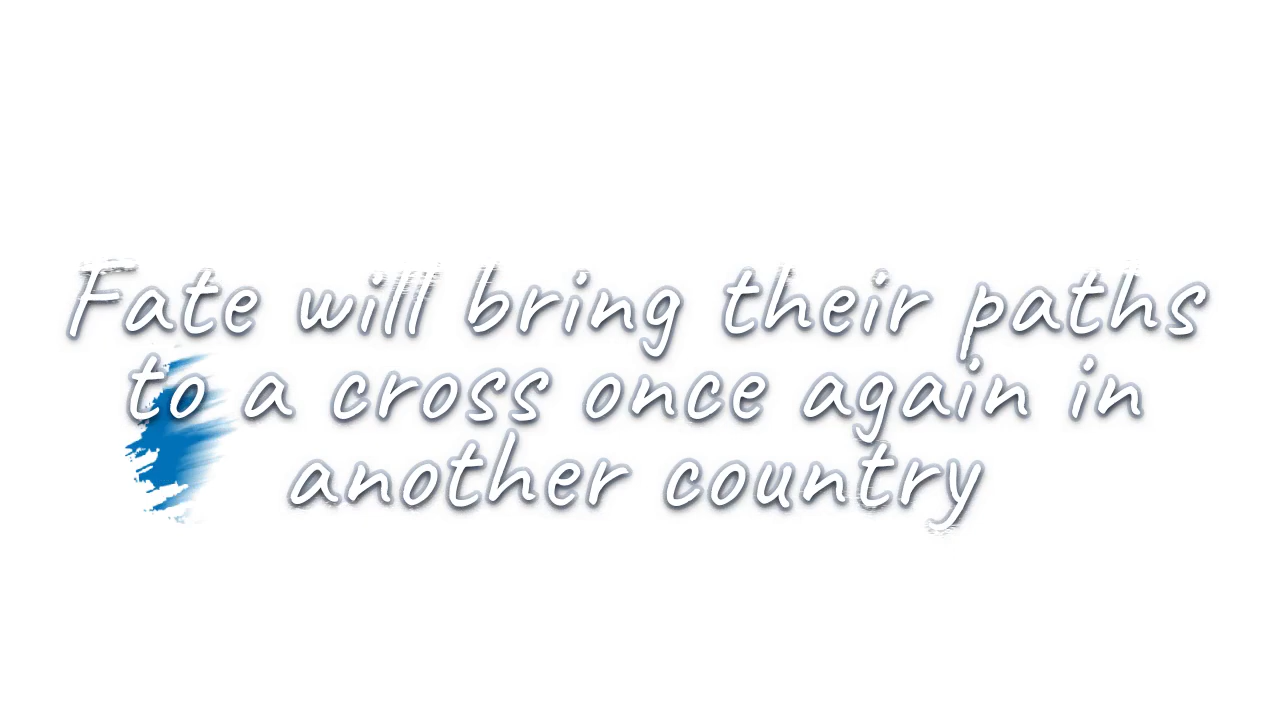 Fate will bring their paths
to a cross once again in
another country